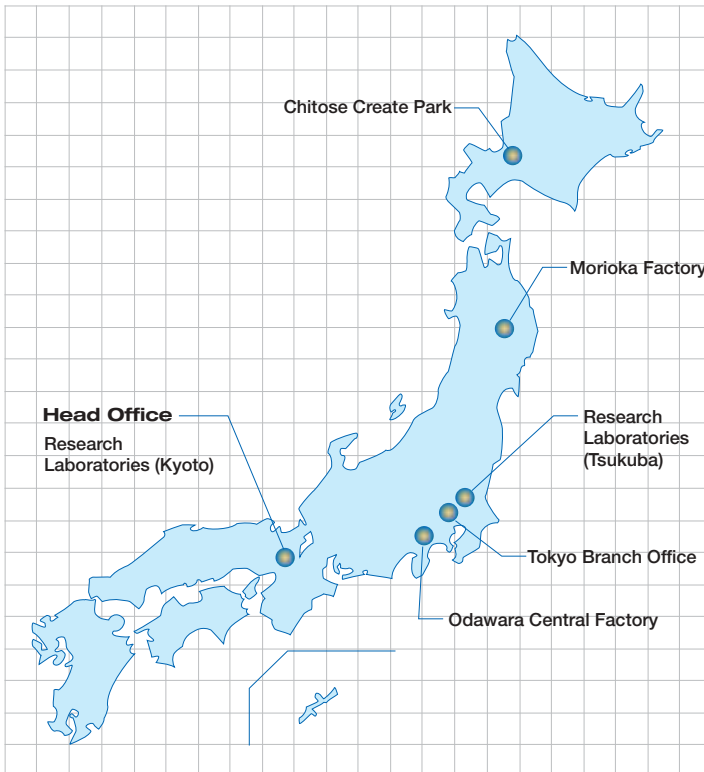 Chitose Create Park
Morioka Factory
Head Office
Research
Laboratories (Kyoto)
Research
Laboratories
(Tsukuba)
Tokyo Branch Office
Odawara Central Factory